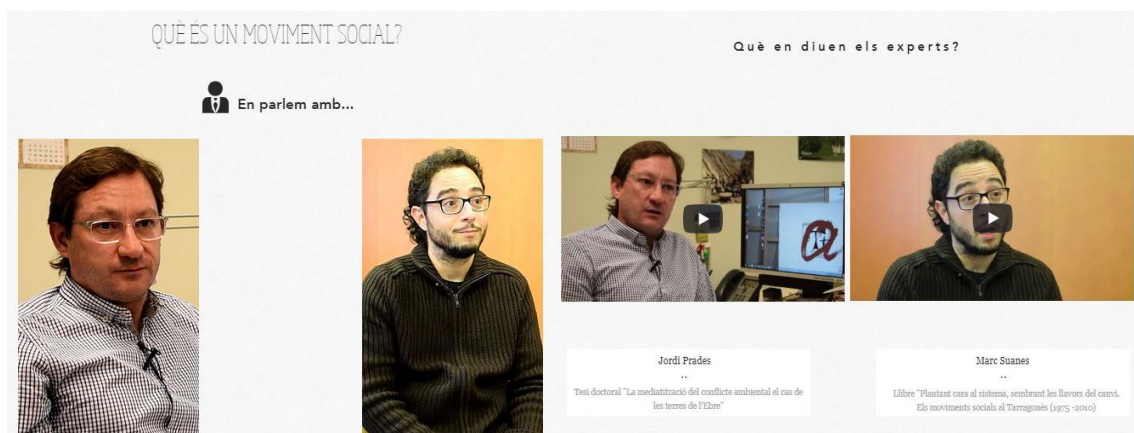 QUÈ ÉS UN MOVIMENT SOCIAL?
En parlem amb...
Què en diuen els experts?
Jordi Prades
..
Tesi doctoral "La mediatització del conflicte ambiental el cas de
les terres de l'Ebre"
Marc Suanes
..
Llibre "Plantant cara al sistema, sembrant les llavors del canvi.
Els moviments socials al Tarragonès (1975 -2010)